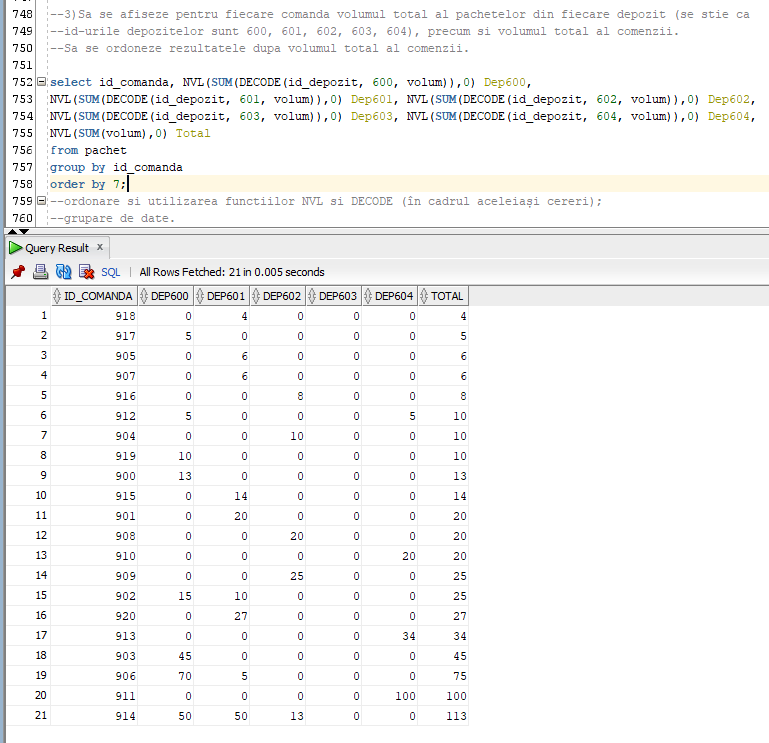 748 --3)Sa se afiseze pentru fiecare comanda volumul total al pachetelor din fiecare depozit (se stie ca
749 --id-urile depozitelor sunt 600, 601, 602, 603, 604), precum si volumul total al comenzii.
750 --Sa se ordoneze rezultatele dupa volumul total al comenzii.
751
752 select id_comanda, NVL(SUM(DECODE(id_depozit, 600, volum)),0) Dep600,
753 NVL(SUM(DECODE(id_depozit, 601, volum)),0) Dep601, NVL(SUM(DECODE(id_depozit, 602, volum)),0) Dep602,
754 NVL(SUM(DECODE(id_depozit, 603, volum)),0) Dep603, NVL(SUM(DECODE(id_depozit, 604, volum)),0) Dep604,
755 NVL(SUM(volum),0) Total
756 from pachet
757 group by id_comanda
758 order by 7;
759 --ordonare si utilizarea functiilor NVL si DECODE (în cadrul aceleiași cereri);
760 --grupare de date.
Query Result ×
SQL | All Rows Fetched: 21 in 0.005 seconds
ID_COMANDA DEP600 DEP601 DEP602 DEP603 DEP604 TOTAL
1 918 0 4 0 0 0 4
2 917 5 0 0 0 0 5
3 905 0 6 0 0 0 6
4 907 0 6 0 0 0 6
5 916 0 0 8 0 0 8
6 912 5 0 0 0 5 10
7 904 0 0 10 0 0 10
8 919 10 0 0 0 0 10
9 900 13 0 0 0 0 13
10 915 0 14 0 0 0 14
11 901 0 20 0 0 0 20
12 908 0 0 20 0 0 20
13 910 0 0 0 0 20 20
14 909 0 0 25 0 0 25
15 902 15 10 0 0 0 25
16 920 0 27 0 0 0 27
17 913 0 0 0 0 34 34
18 903 45 0 0 0 0 45
19 906 70 5 0 0 0 75
20 911 0 0 0 0 100 100
21 914 50 50 13 0 0 113